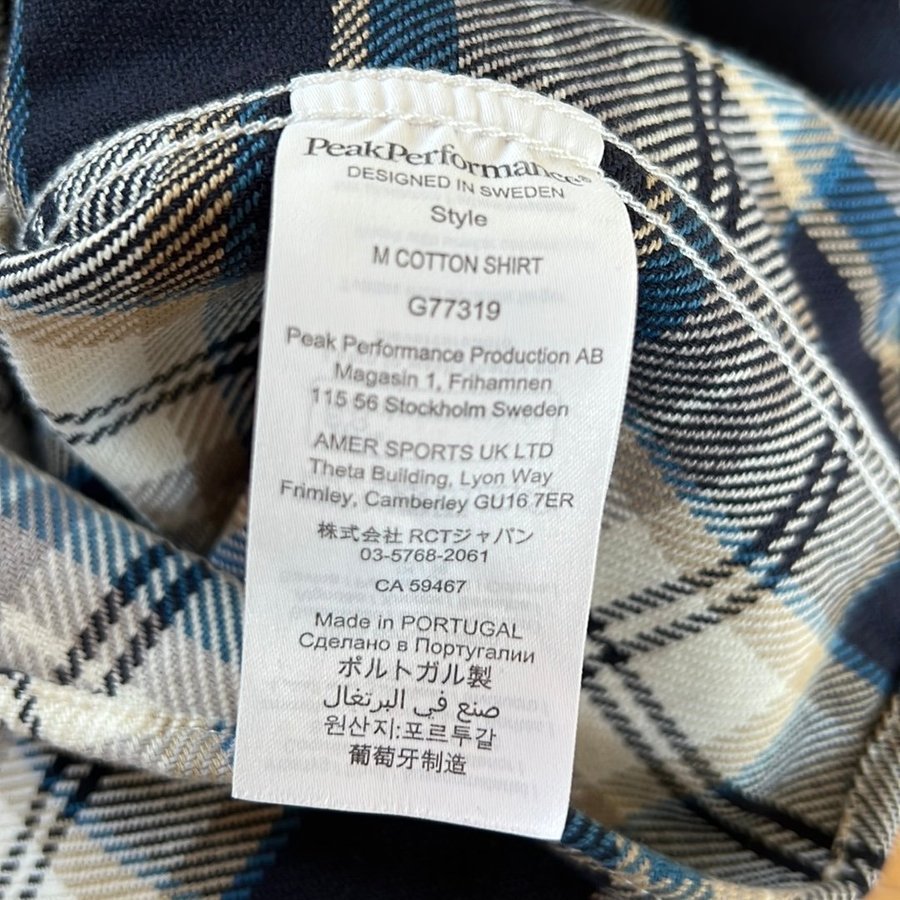 PeakPerformance®
DESIGNED IN SWEDEN
Style
M COTTON SHIRT
G77319
Peak Performance Production AB
Magasin 1, Frihamnen
115 56 Stockholm Sweden
AMER SPORTS UK LTD
Theta Building, Lyon Way
Frimley, Camberley GU16 7ER
株式会社 RCTジャパン
03-5768-2061
CA 59467
Made in PORTUGAL
Сделано в Португалии
ポルトガル製
صنع في البرتغال
원산지:포르투갈
葡萄牙制造